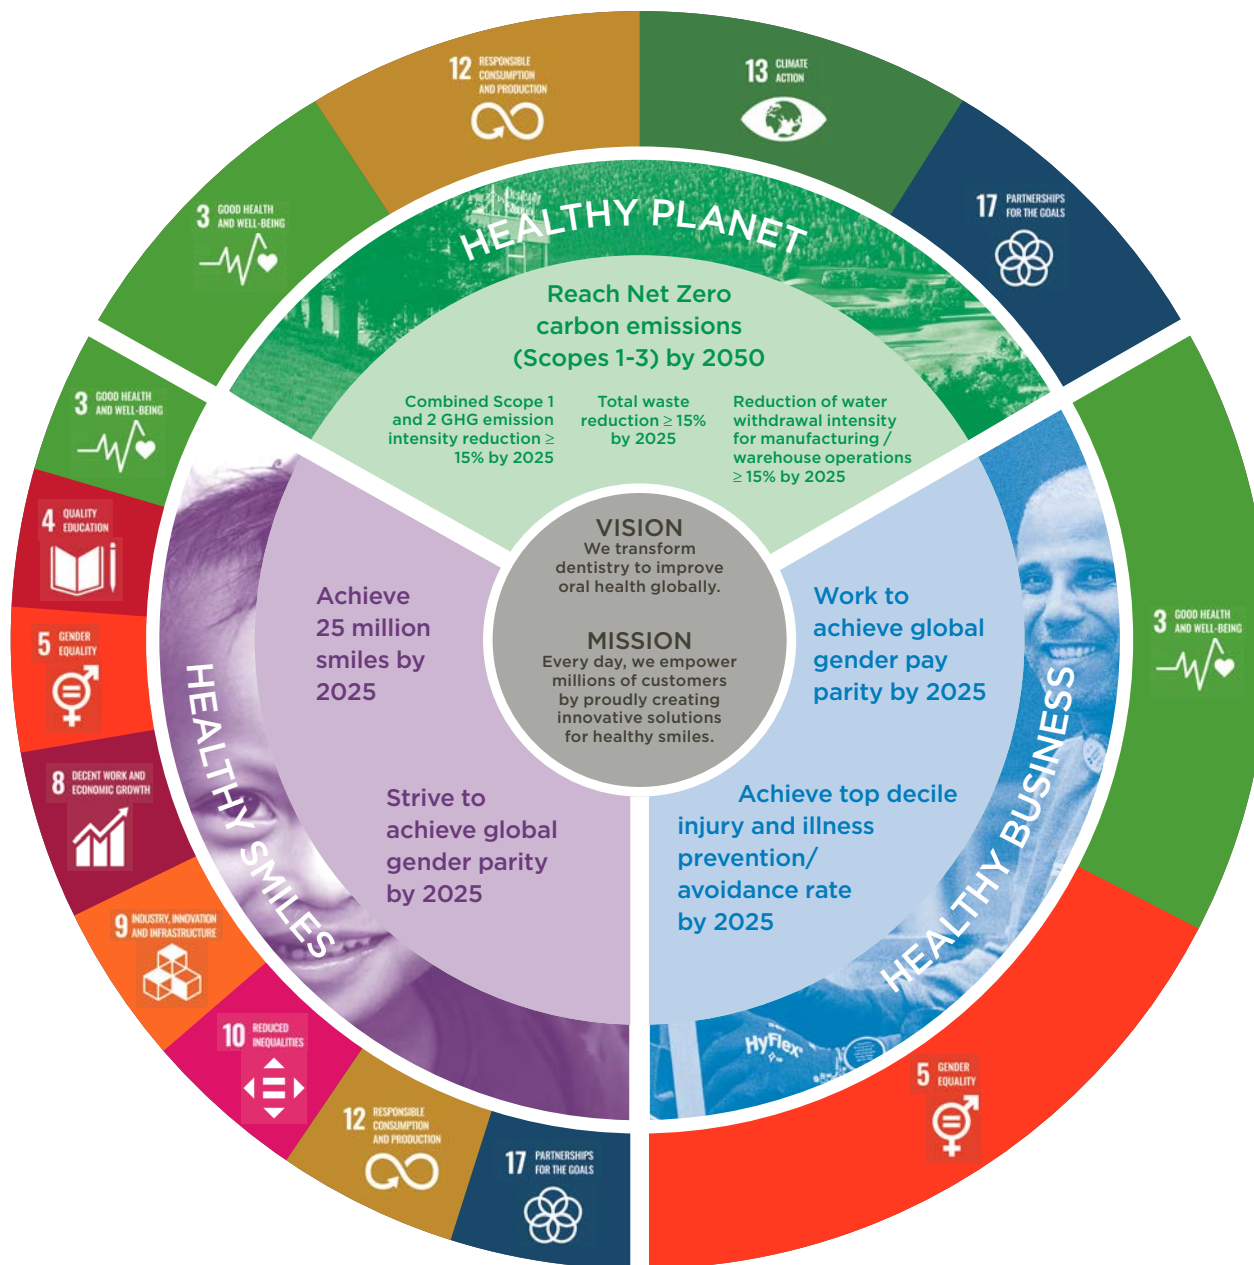 12 RESPONSIBLE
CONSUMPTION
AND PRODUCTION
13 CLIMATE
ACTION
3 GOOD HEALTH
AND WELL-BEING
17 PARTNERSHIPS
FOR THE GOALS
HEALTHY PLANET
Reach Net Zero
carbon emissions
(Scopes 1-3) by 2050
Combined Scope 1
and 2 GHG emission
intensity reduction ≥
15% by 2025
Total waste
reduction ≥ 15%
by 2025
Reduction of water
withdrawal intensity
for manufacturing /
warehouse operations
≥ 15% by 2025
VISION
We transform
dentistry to improve
oral health globally.
MISSION
Every day, we empower
millions of customers
by proudly creating
innovative solutions
for healthy smiles.
3 GOOD HEALTH
AND WELL-BEING
4 QUALITY
EDUCATION
5 GENDER
EQUALITY
8 DECENT WORK AND
ECONOMIC GROWTH
9 INDUSTRY, INNOVATION
AND INFRASTRUCTURE
10 REDUCED
INEQUALITIES
12 RESPONSIBLE
CONSUMPTION
AND PRODUCTION
17 PARTNERSHIPS
FOR THE GOALS
HEALTHY SMILES
Achieve
25 million
smiles by
2025
Strive to
achieve global
gender parity
by 2025
Work to
achieve global
gender pay
parity by 2025
Achieve top decile
injury and illness
prevention/
avoidance rate
by 2025
HEALTHY BUSINESS
HyFlex
3 GOOD HEALTH
AND WELL-BEING
5 GENDER
EQUALITY